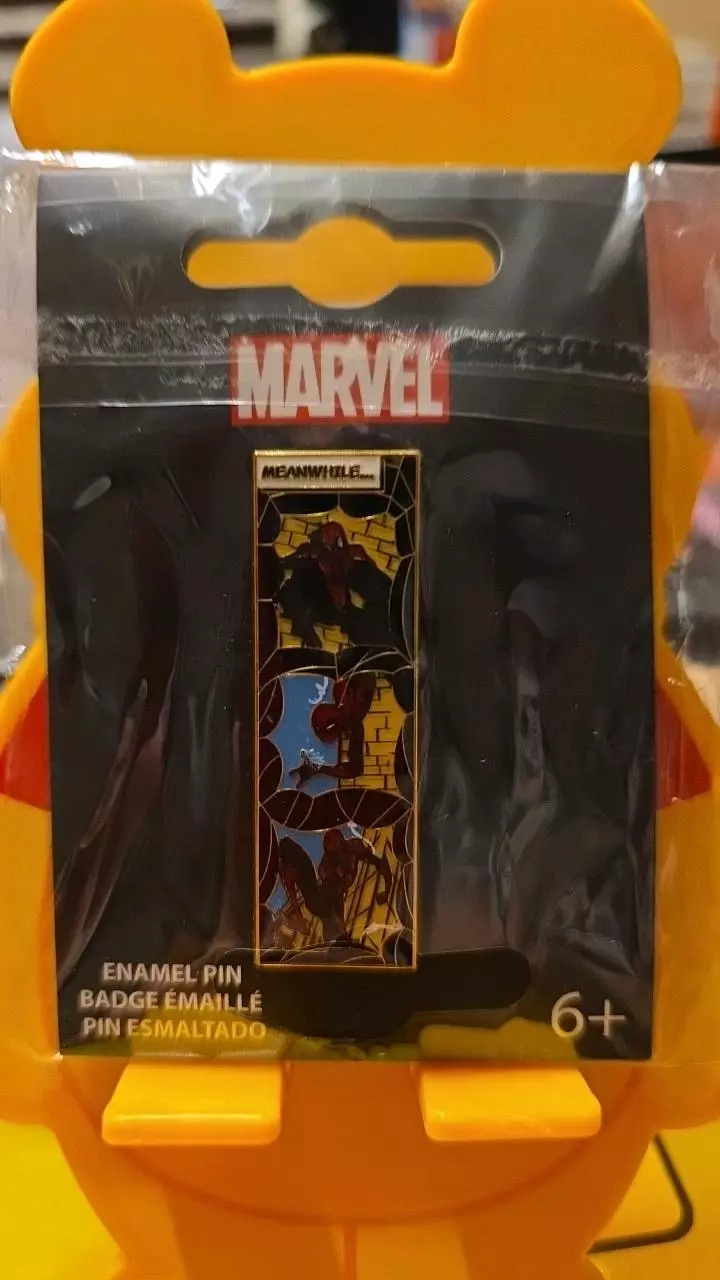 MARVEL
MEANWHILE...
ENAMEL PIN
BADGE ÉMAILLÉ
PIN ESMALTADO
6+